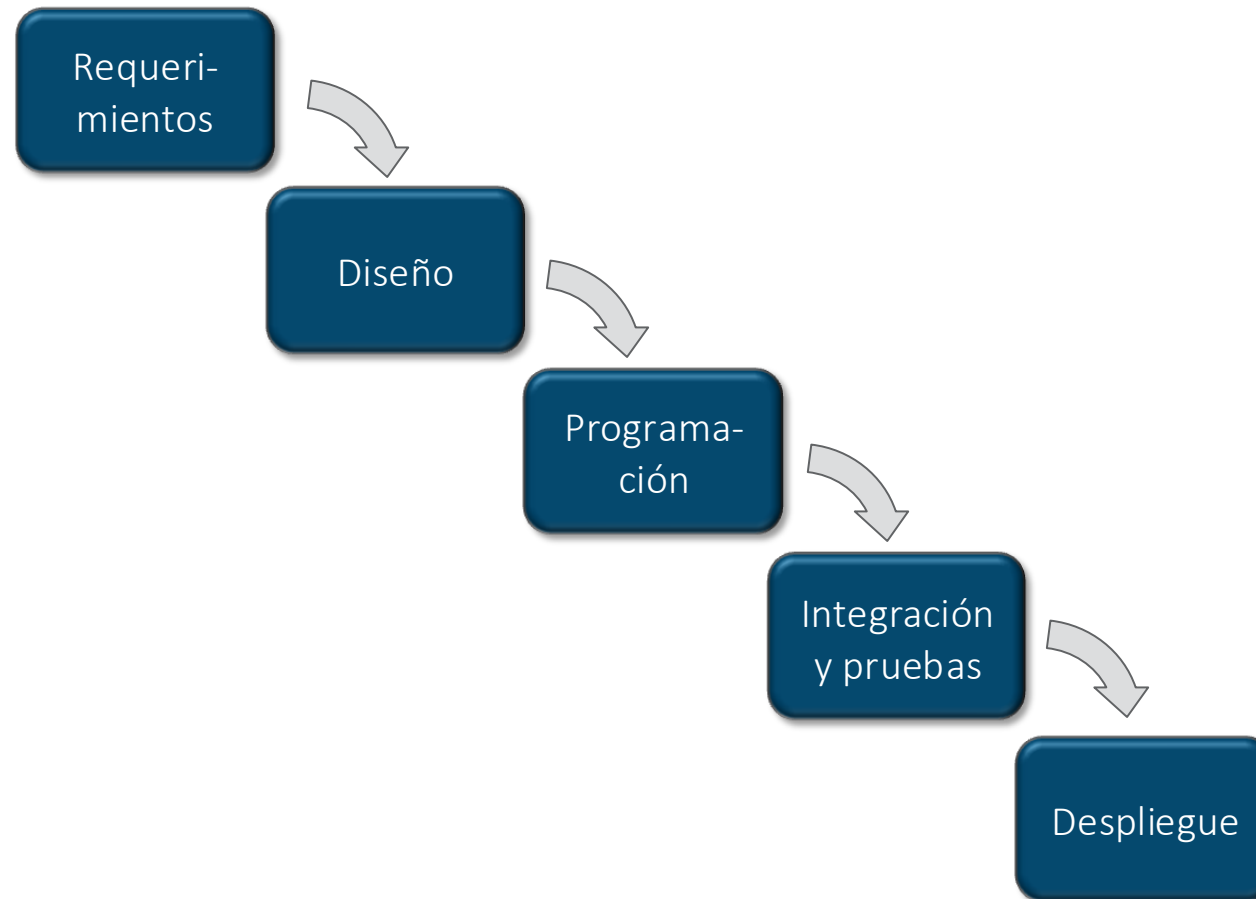 Requeri-
mientos
Diseño
Programa-
ción
Integración
y pruebas
Despliegue